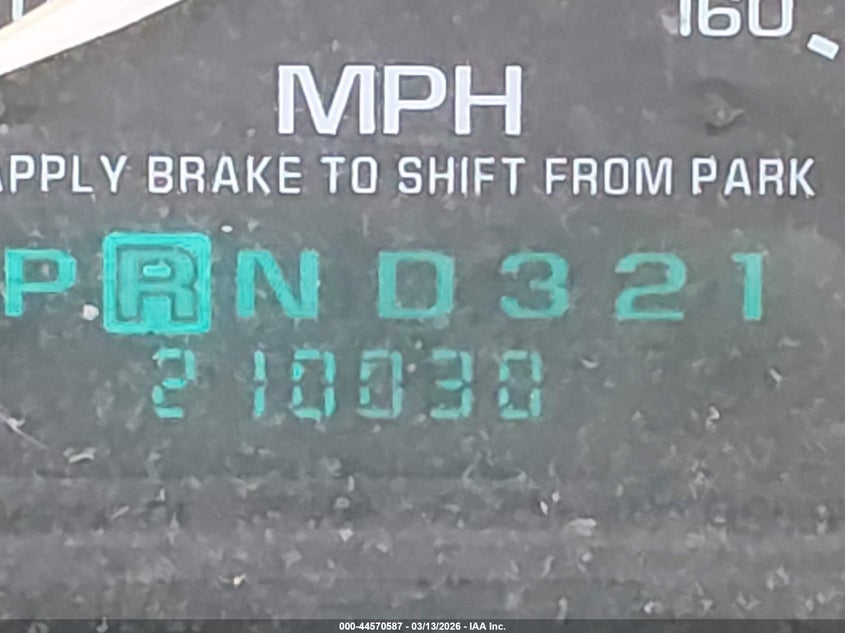 160
MPH
APPLY BRAKE TO SHIFT FROM PARK
P R N D 3 2 1
210030
000-44570587 - 03/13/2026 - IAA Inc.